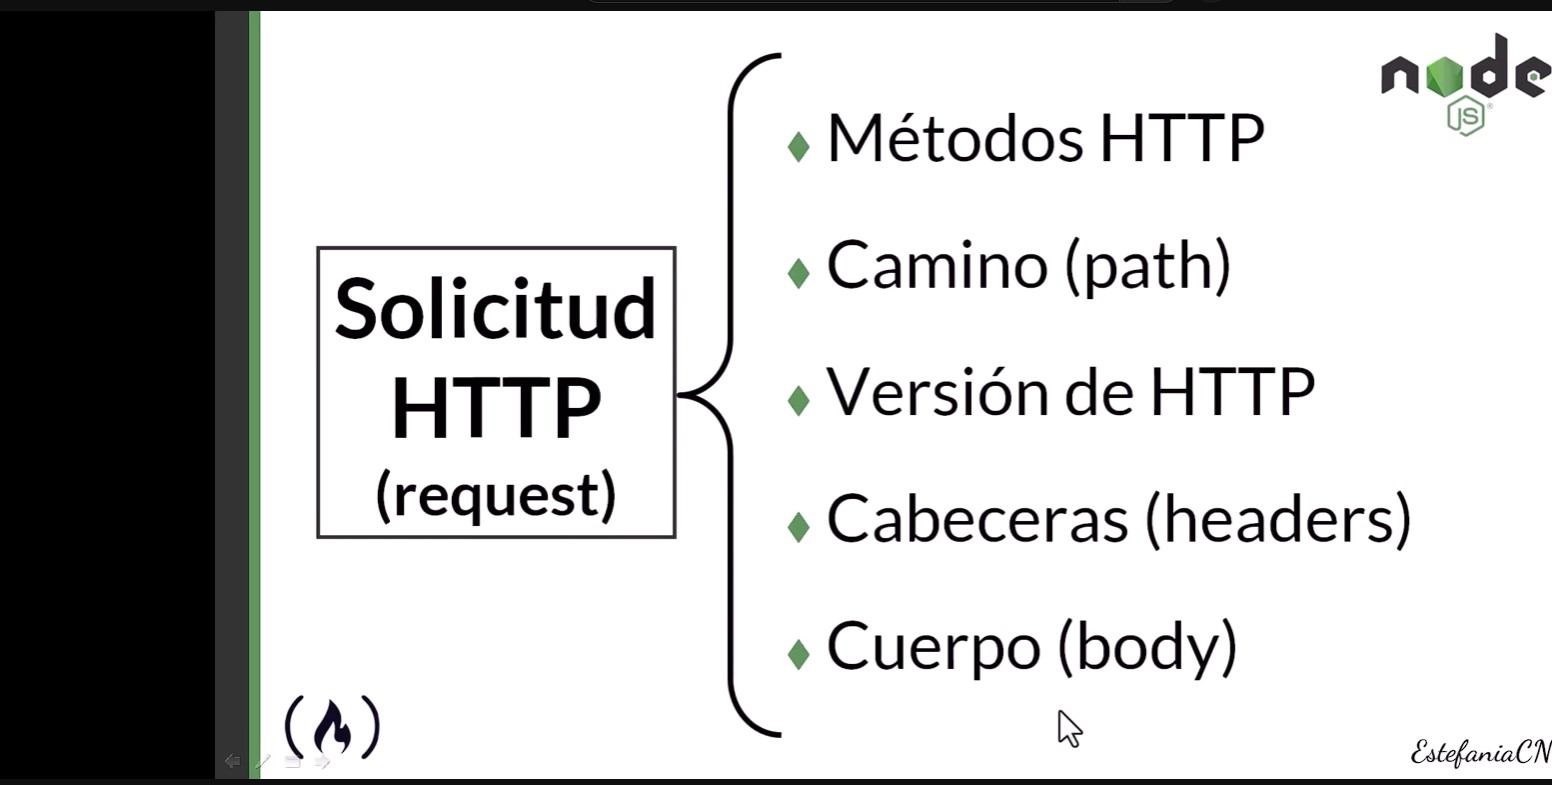 node
JS
Métodos HTTP
Camino (path)
Versión de HTTP
Cabeceras (headers)
Cuerpo (body)
Solicitud
HTTP
(request)
EstefaniaCN